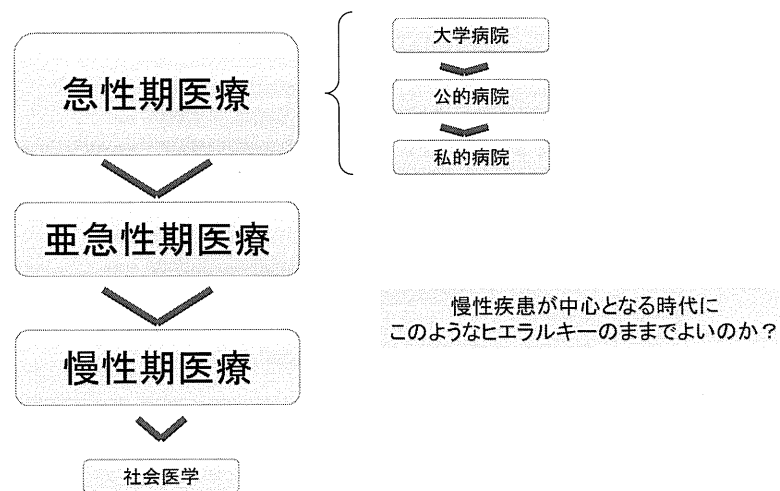 急性期医療
大学病院
公的病院
私的病院
亜急性期医療
慢性期医療
社会医学
慢性疾患が中心となる時代に
このようなヒエラルキーのままでよいのか？